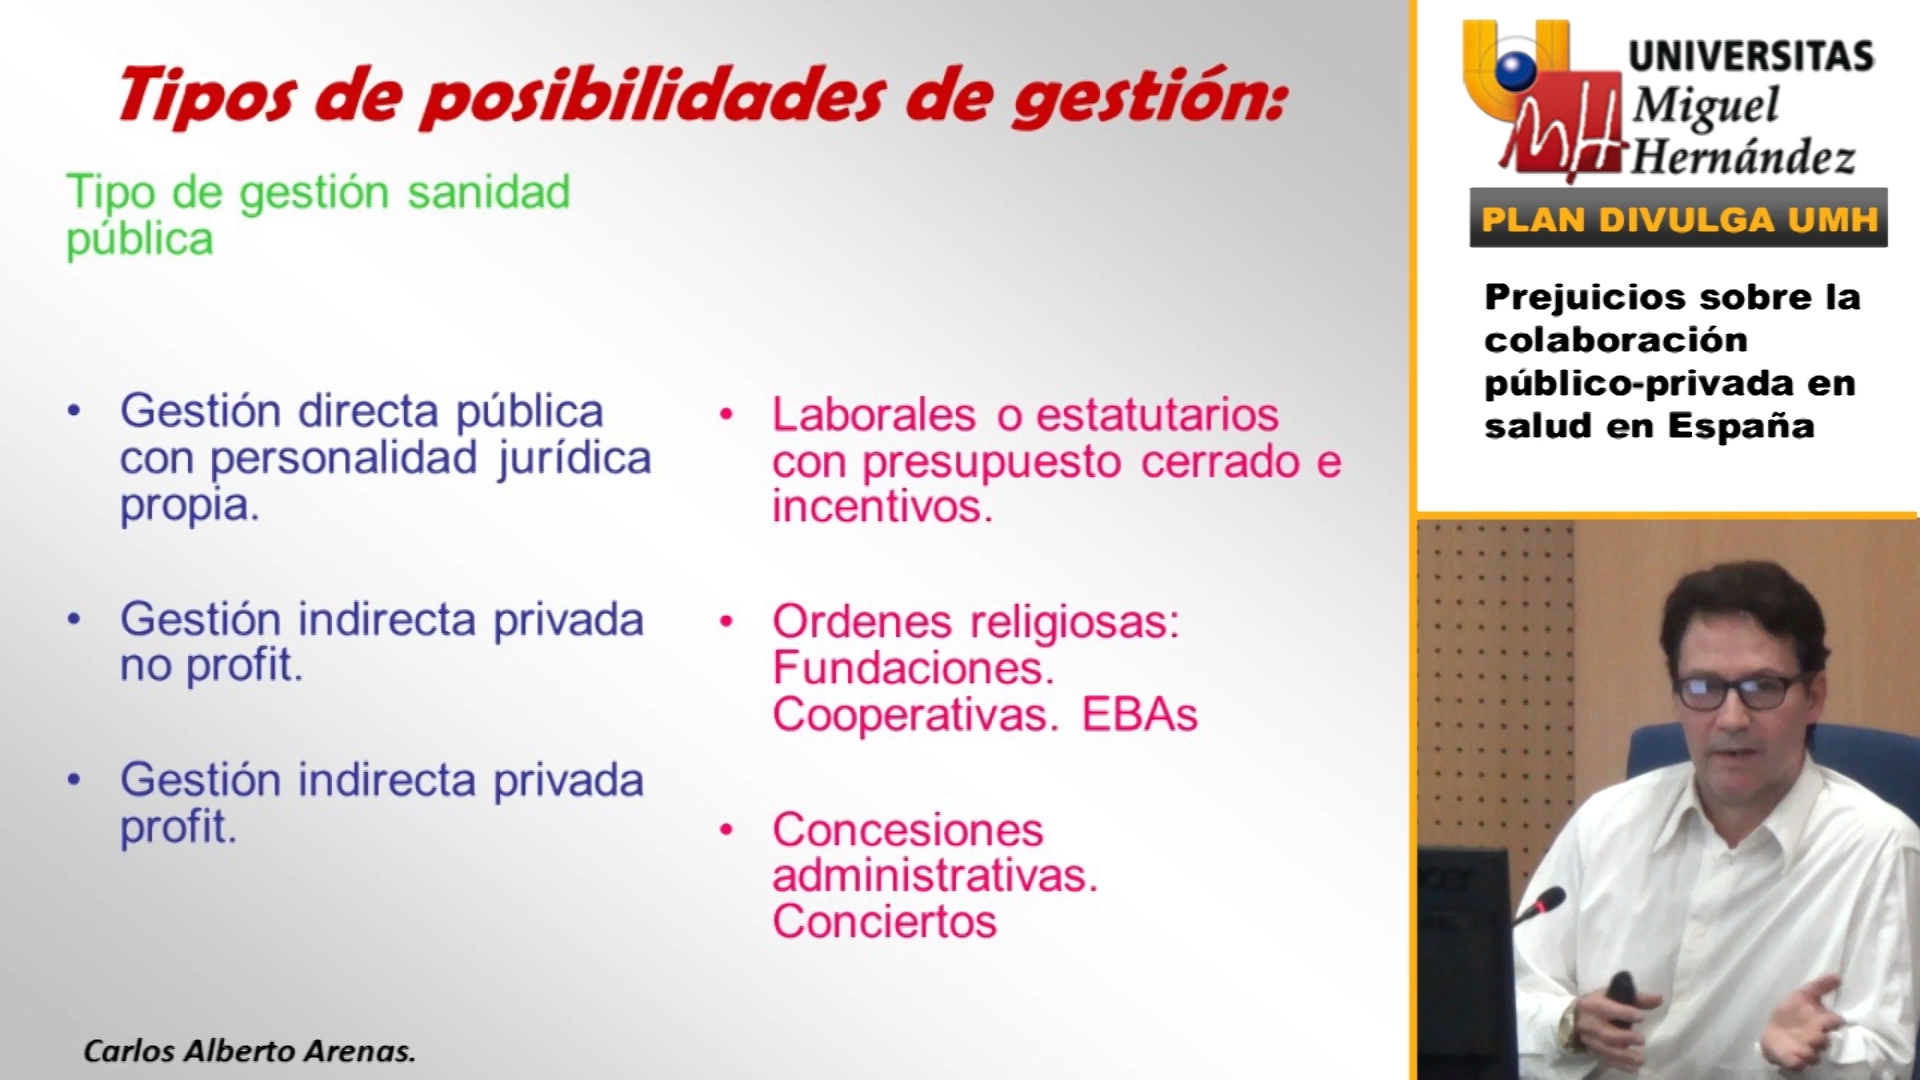 Tipos de posibilidades de gestión:
Tipo de gestión sanidad
pública
• Gestión directa pública
con personalidad jurídica
propia.
• Gestión indirecta privada
no profit.
• Gestión indirecta privada
profit.
• Laborales o estatutarios
con presupuesto cerrado e
incentivos.
• Ordenes religiosas:
Fundaciones.
Cooperativas. EBAs
• Concesiones
administrativas.
Conciertos
Carlos Alberto Arenas.
UMH
UNIVERSITAS
Miguel
Hernández
PLAN DIVULGA UMH
Prejuicios sobre la
colaboración
público-privada en
salud en España
acer